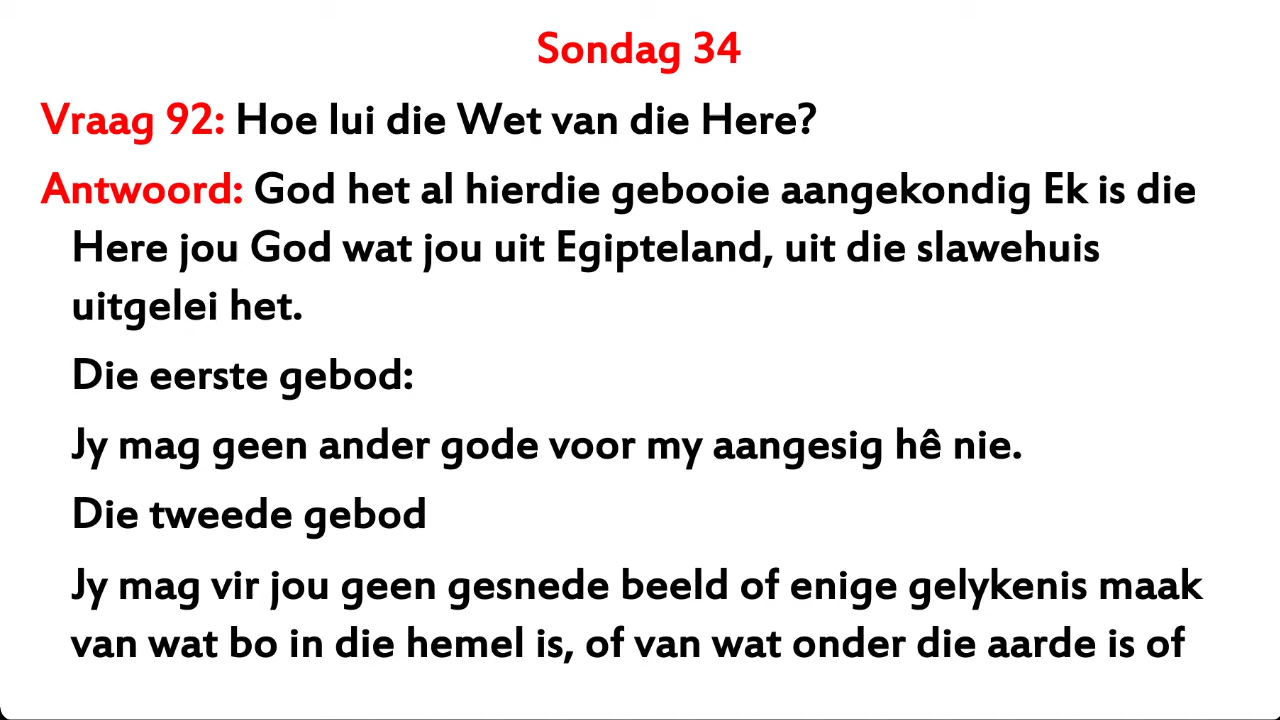 Sondag 34
Vraag 92: Hoe lui die Wet van die Here?
Antwoord: God het al hierdie gebooie aangekondig Ek is die
Here jou God wat jou uit Egipteland, uit die slawehuis
uitgelei het.
Die eerste gebod:
Jy mag geen ander gode voor my aangesig hê nie.
Die tweede gebod
Jy mag vir jou geen gesnede beeld of enige gelykenis maak
van wat bo in die hemel is, of van wat onder die aarde is of